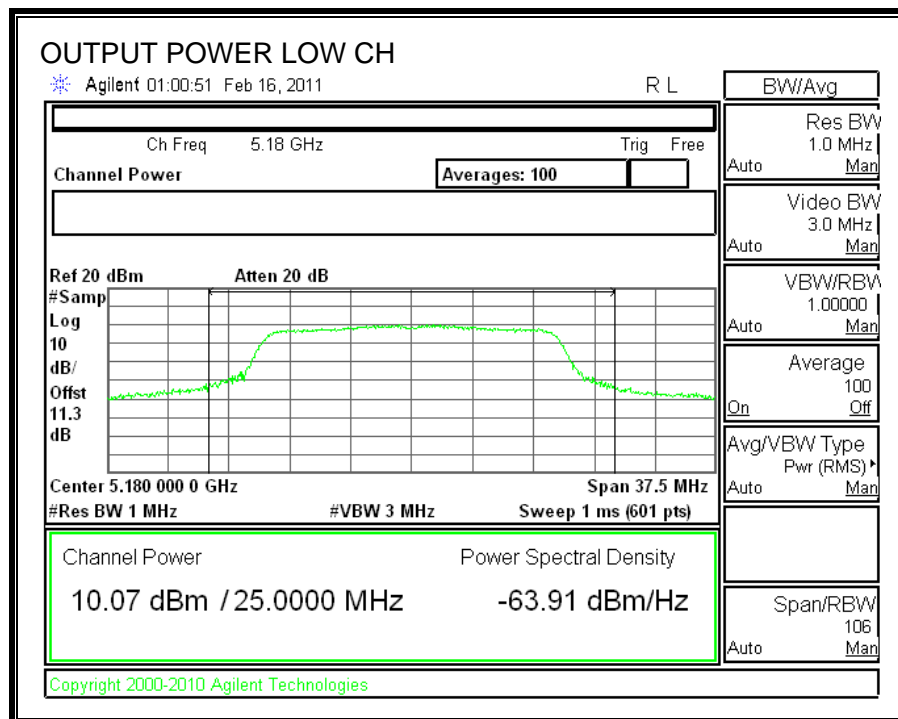 OUTPUT POWER LOW CH
Agilent 01:00:51 Feb 16, 2011 R L
BW/Avg
Ch Freq 5.18 GHz Trig Free
Channel Power Averages: 100
Ref 20 dBm Atten 20 dB
#Samp
Log
10
dB/
Offst
11.3
dB
Center 5.180 000 0 GHz Span 37.5 MHz
#Res BW 1 MHz #VBW 3 MHz Sweep 1 ms (601 pts)
Channel Power Power Spectral Density
10.07 dBm / 25.0000 MHz -63.91 dBm/Hz
Res BW
1.0 MHz
Auto Man
Video BW
3.0 MHz
Auto Man
VBW/RBW
1.00000
Auto Man
Average
100
On Off
Avg/VBW Type
Pwr (RMS)
Auto Man
Span/RBW
106
Auto Man
Copyright 2000-2010 Agilent Technologies